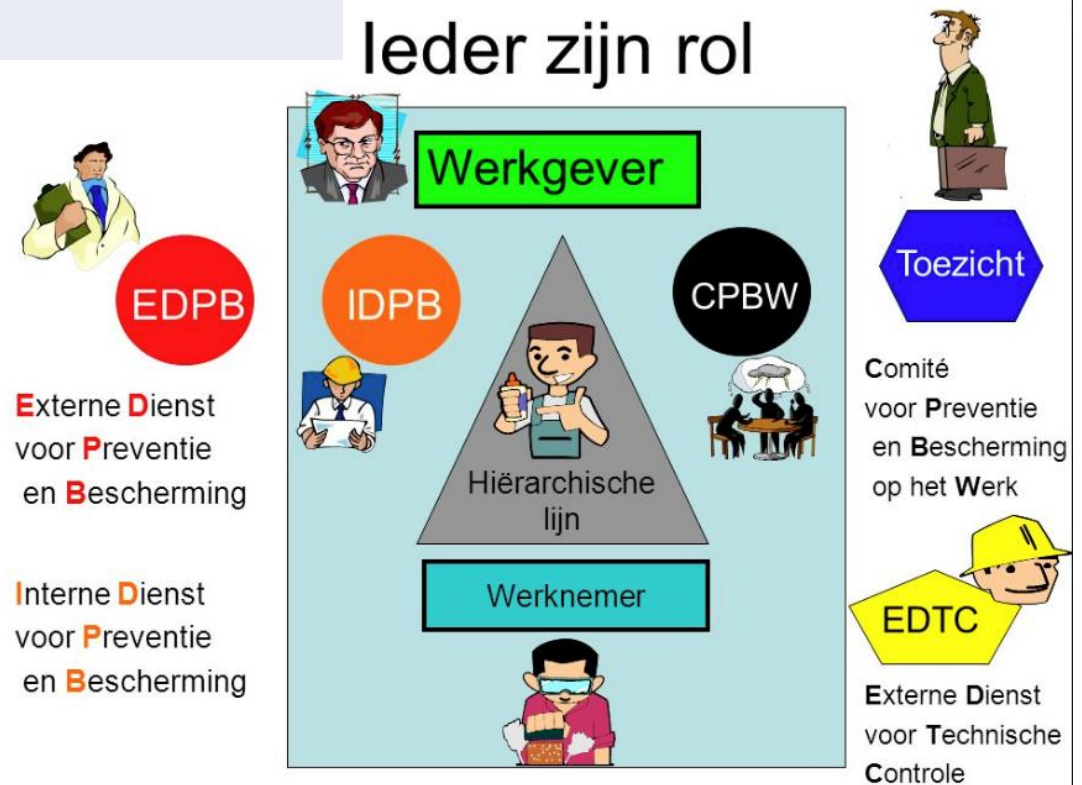 Ieder zijn rol
Werkgever
EDPB
IDPB
CPBW
Toezicht
Externe Dienst
voor Preventie
en Bescherming
Hiërarchische
lijn
Comité
voor Preventie
en Bescherming
op het Werk
Interne Dienst
voor Preventie
en Bescherming
Werknemer
EDTC
Externe Dienst
voor Technische
Controle